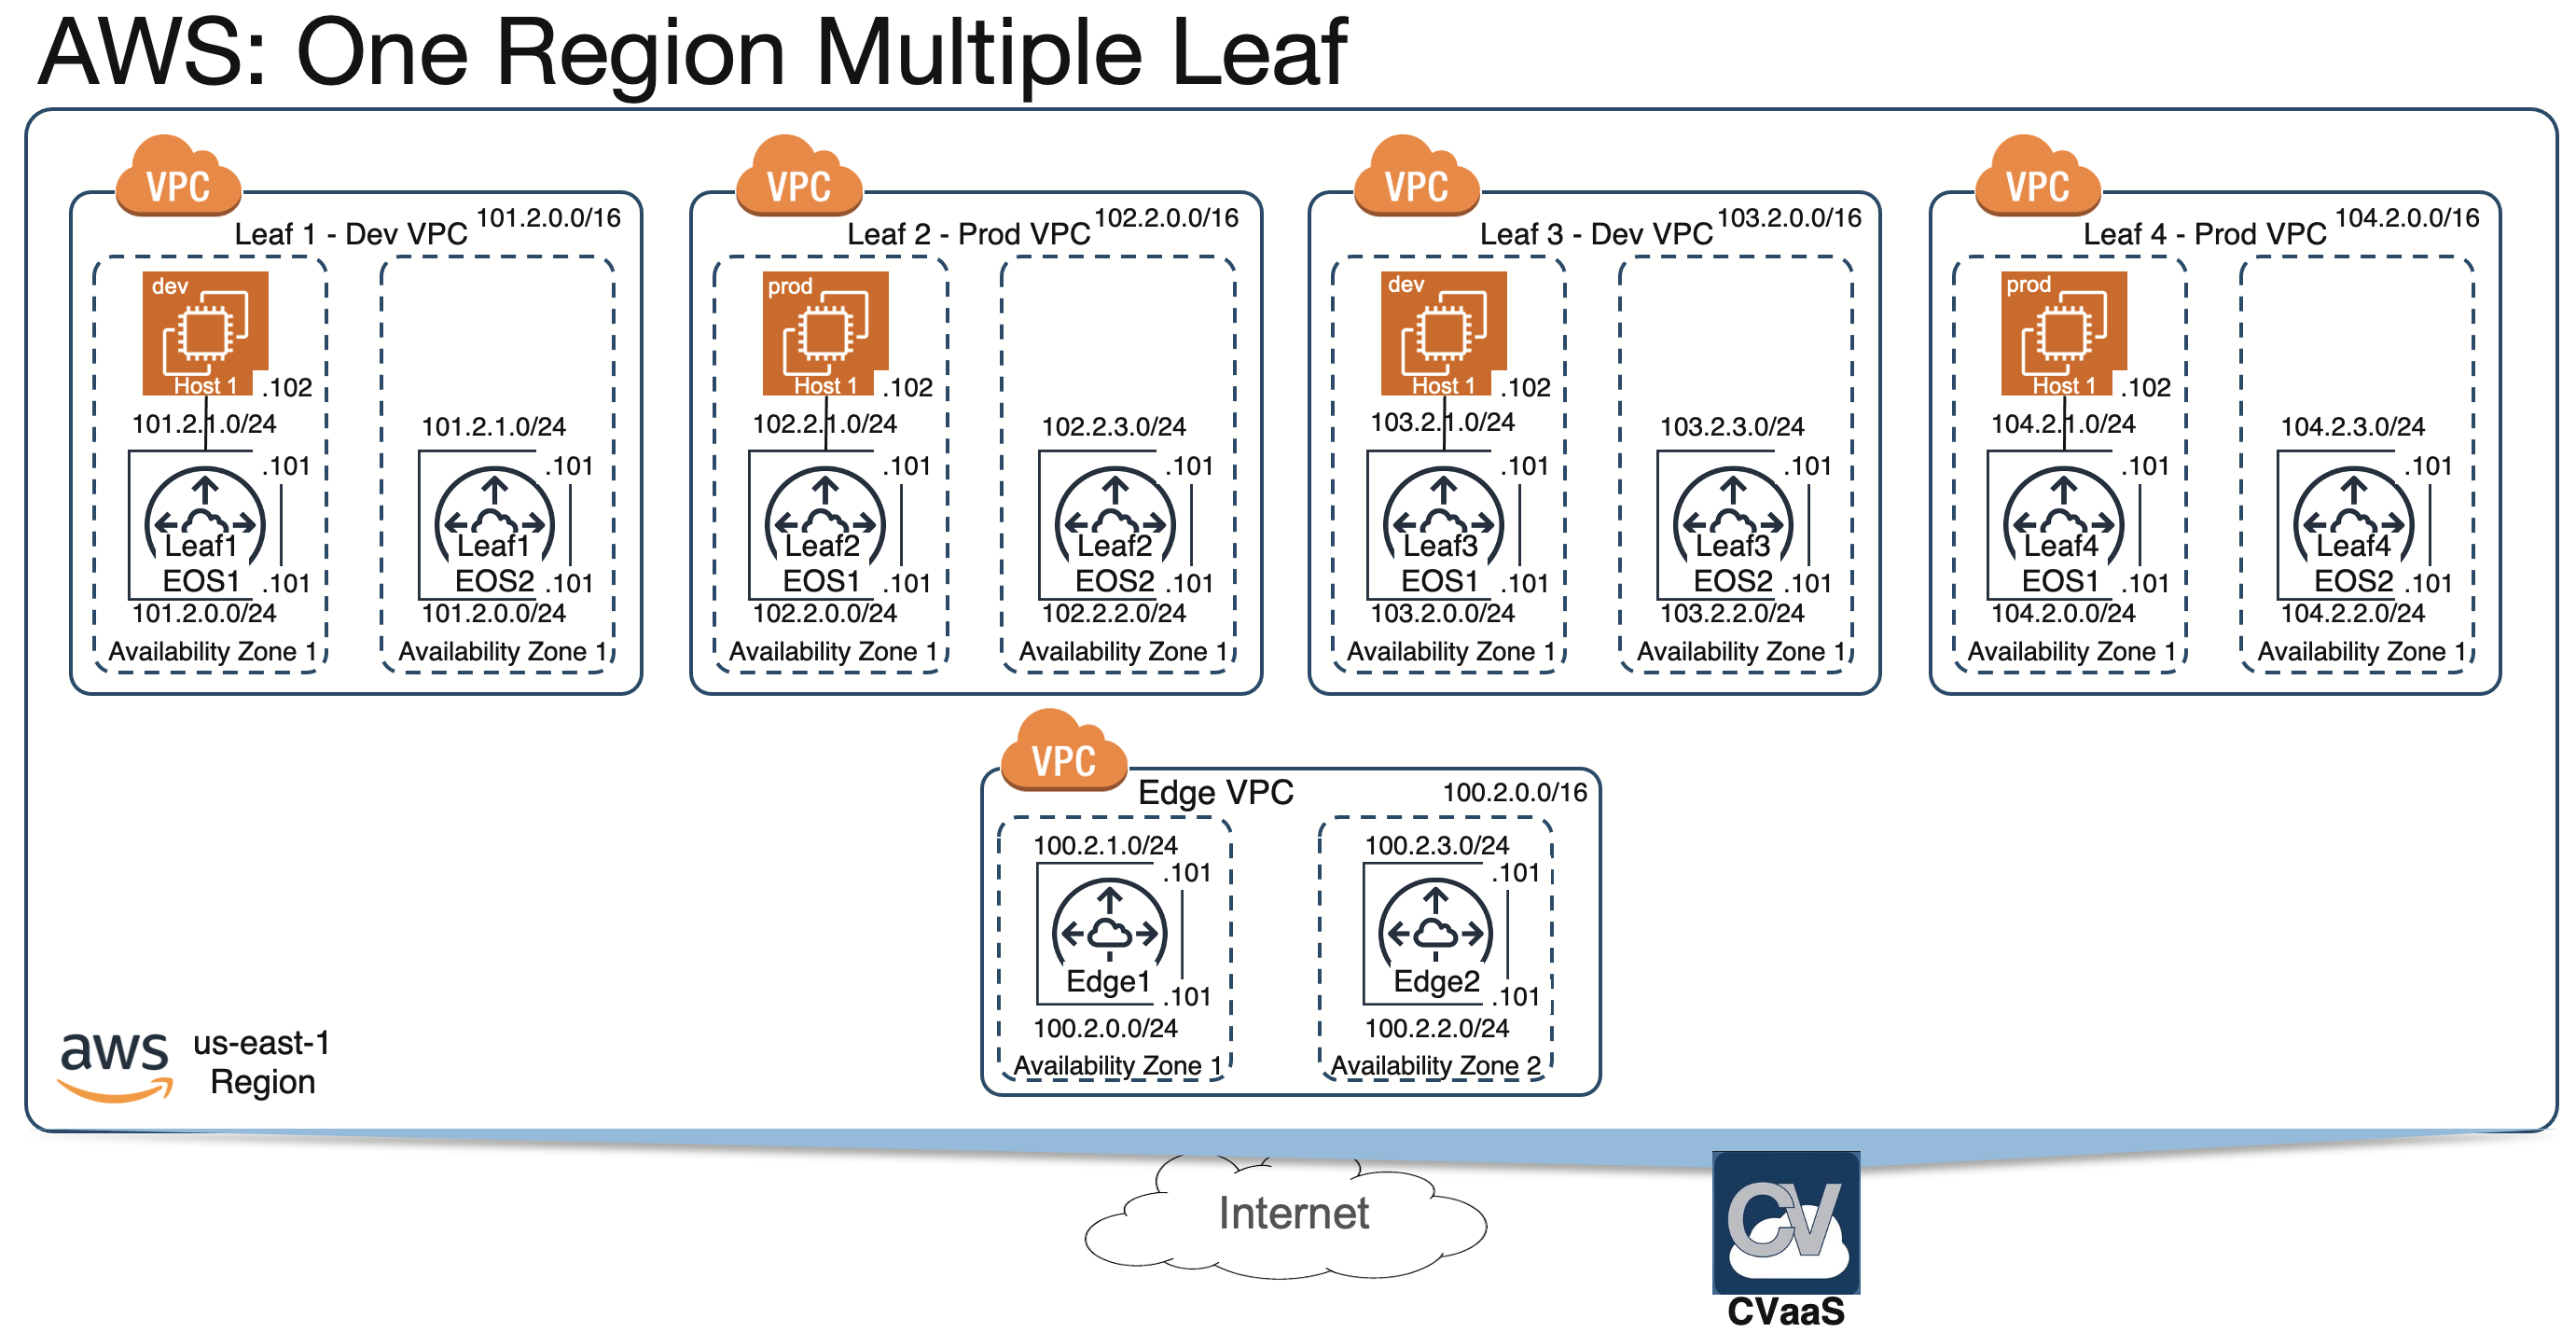 AWS: One Region Multiple Leaf
VPC
Leaf 1 - Dev VPC
101.2.0.0/16
dev
Host 1
.102
101.2.1.0/24
.101
Leaf1
EOS1
.101
101.2.0.0/24
Availability Zone 1
101.2.1.0/24
.101
Leaf1
EOS2
.101
101.2.0.0/24
Availability Zone 1
VPC
Leaf 2 - Prod VPC
102.2.0.0/16
prod
Host 1
.102
102.2.1.0/24
.101
Leaf2
EOS1
.101
102.2.0.0/24
Availability Zone 1
102.2.3.0/24
.101
Leaf2
EOS2
.101
102.2.2.0/24
Availability Zone 1
VPC
Leaf 3 - Dev VPC
103.2.0.0/16
dev
Host 1
.102
103.2.1.0/24
.101
Leaf3
EOS1
.101
103.2.0.0/24
Availability Zone 1
103.2.3.0/24
.101
Leaf3
EOS2
.101
103.2.2.0/24
Availability Zone 1
VPC
Leaf 4 - Prod VPC
104.2.0.0/16
prod
Host 1
.102
104.2.1.0/24
.101
Leaf4
EOS1
.101
104.2.0.0/24
Availability Zone 1
104.2.3.0/24
.101
Leaf4
EOS2
.101
104.2.2.0/24
Availability Zone 1
VPC
Edge VPC
100.2.0.0/16
100.2.1.0/24
.101
Edge1
.101
100.2.0.0/24
Availability Zone 1
100.2.3.0/24
.101
Edge2
.101
100.2.2.0/24
Availability Zone 2
aws
us-east-1
Region
Internet
CV
CVaaS